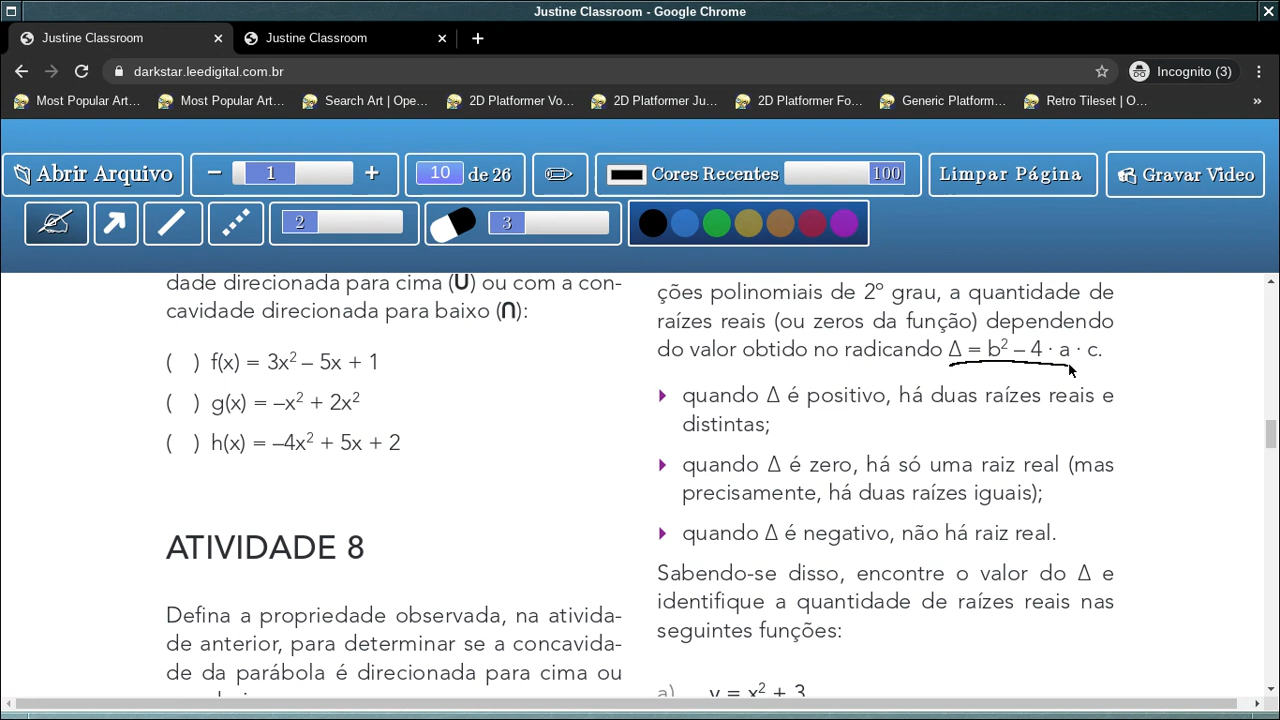 Justine Classroom - Google Chrome
Justine Classroom
Justine Classroom
darkstar.leedigital.com.br
Incognito (3)
Most Popular Art…
Most Popular Art…
Search Art | Ope…
2D Platformer Vo…
2D Platformer Ju…
2D Platformer Fo…
Generic Platform…
Retro Tileset | O…
»
Abrir Arquivo
− 1 +
10 de 26
Cores Recentes
100
Limpar Página
Gravar Video
2
3
dade direcionada para cima (U) ou com a con-
cavidade direcionada para baixo (∩):
( ) f(x) = 3x² – 5x + 1
( ) g(x) = –x² + 2x²
( ) h(x) = –4x² + 5x + 2
ATIVIDADE 8
Defina a propriedade observada, na ativida-
de anterior, para determinar se a concavida-
de da parábola é direcionada para cima ou
ções polinomiais de 2º grau, a quantidade de
raízes reais (ou zeros da função) dependendo
do valor obtido no radicando Δ = b² – 4 · a · c.
quando Δ é positivo, há duas raízes reais e
distintas;
quando Δ é zero, há só uma raiz real (mas
precisamente, há duas raízes iguais);
quando Δ é negativo, não há raiz real.
Sabendo-se disso, encontre o valor do Δ e
identifique a quantidade de raízes reais nas
seguintes funções:
a) y = x² + 3